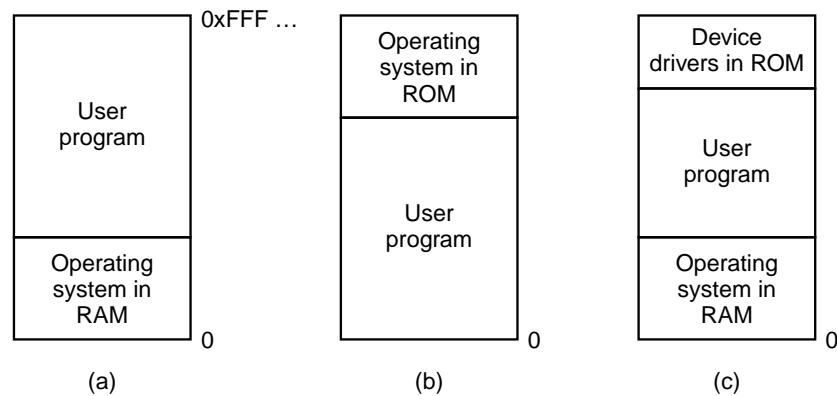 0xFFF …
User
program
Operating
system in
RAM
0
(a)
Operating
system in
ROM
User
program
0
(b)
Device
drivers in ROM
User
program
Operating
system in
RAM
0
(c)